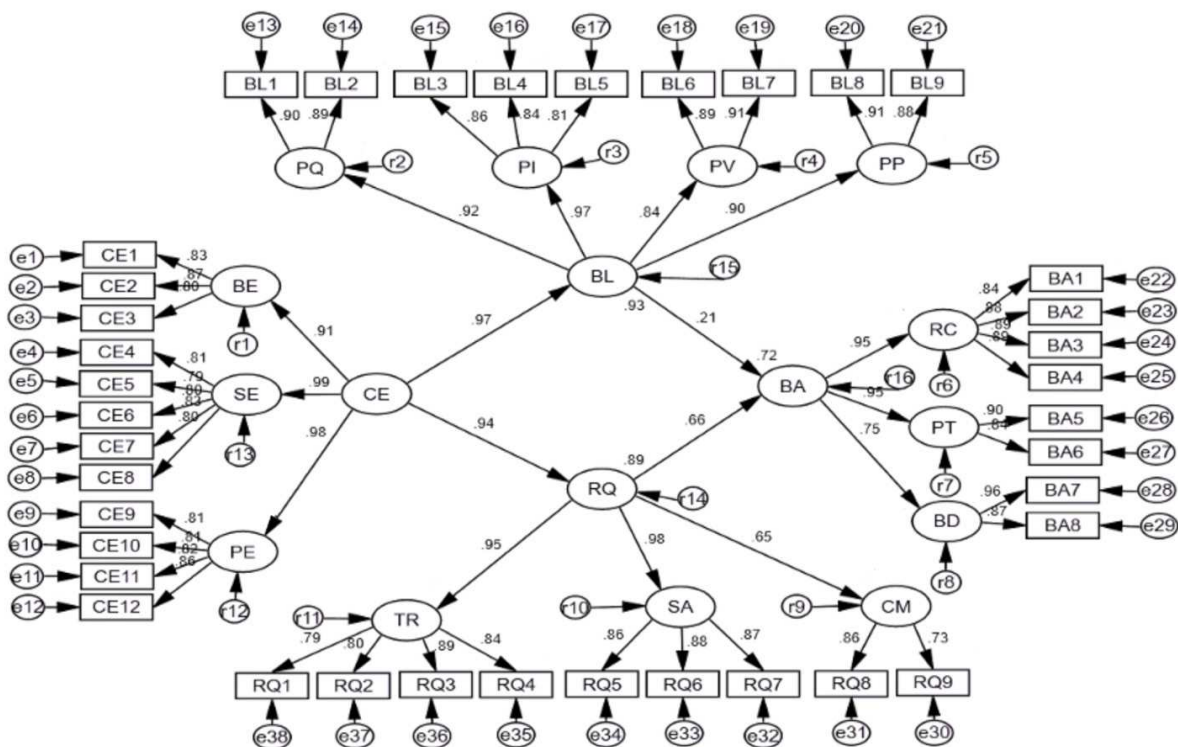 e13 e14 e15 e16 e17 e18 e19 e20 e21
BL1 BL2 BL3 BL4 BL5 BL6 BL7 BL8 BL9
.90 .89 .86 .84 .81 .89 .91 .91 .88
PQ r2 PI r3 PV r4 PP r5
.92 .97 .84 .90
e1 CE1 .83
e2 CE2 .87 BE
e3 CE3 .80
r1 .91
BL r15
.93
.97 .21
e4 CE4 .81
e5 CE5 .79 SE .99 CE
e6 CE6 .80
e7 CE7 .83
e8 CE8 .80
r13 .98 .94
e9 CE9 .81
e10 CE10 .81 PE
e11 CE11 .82
e12 CE12 .86
r12
.72
BA r16
.66 .95 .95 .75
.84 BA1 e22
RC .88 BA2 e23
.89 BA3 e24
.89 BA4 e25
r6
PT .90 BA5 e26
.84 BA6 e27
r7
BD .96 BA7 e28
.87 BA8 e29
r8
.89
RQ r14
.95 .98 .65
r11 TR r10 SA r9 CM
.79 .80 .89 .84 .86 .88 .87 .86 .73
RQ1 RQ2 RQ3 RQ4 RQ5 RQ6 RQ7 RQ8 RQ9
e38 e37 e36 e35 e34 e33 e32 e31 e30